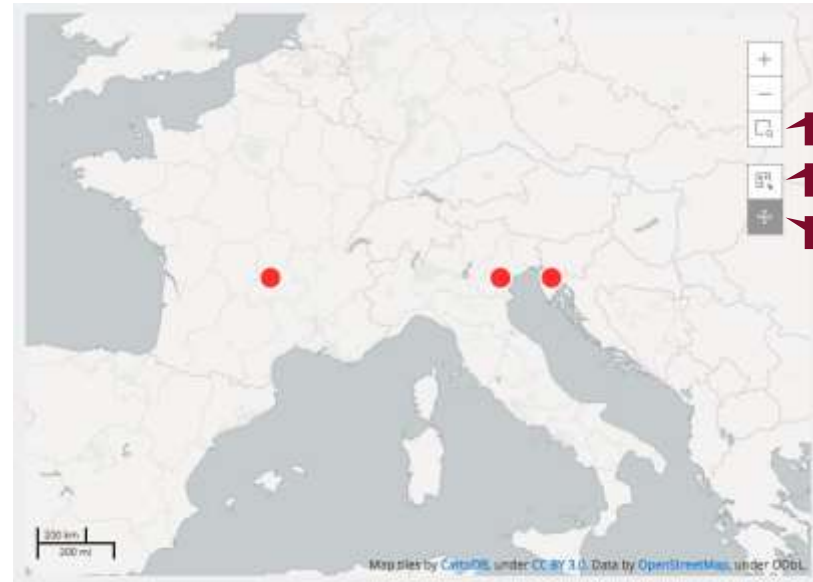 +
−
200 km
200 mi
Map tiles by CartoDB, under CC BY 3.0. Data by OpenStreetMap, under ODbL.